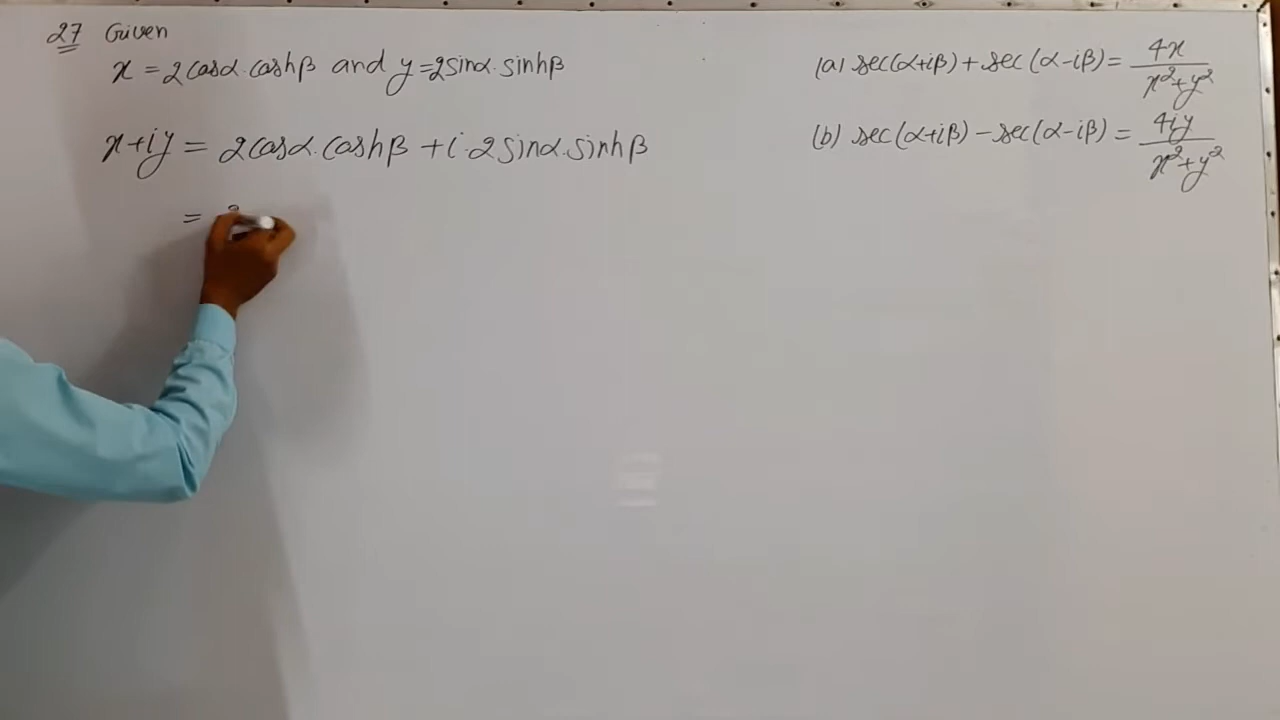 27 Given
x = 2cosα.coshβ and y=2sinα.sinhβ
x+iy = 2cosα.coshβ + i.2sinα.sinhβ
=
(a) sec(α+iβ)+sec(α-iβ)= 4x/x²+y²
(b) sec(α+iβ)-sec(α-iβ) = 4iy/x²+y²